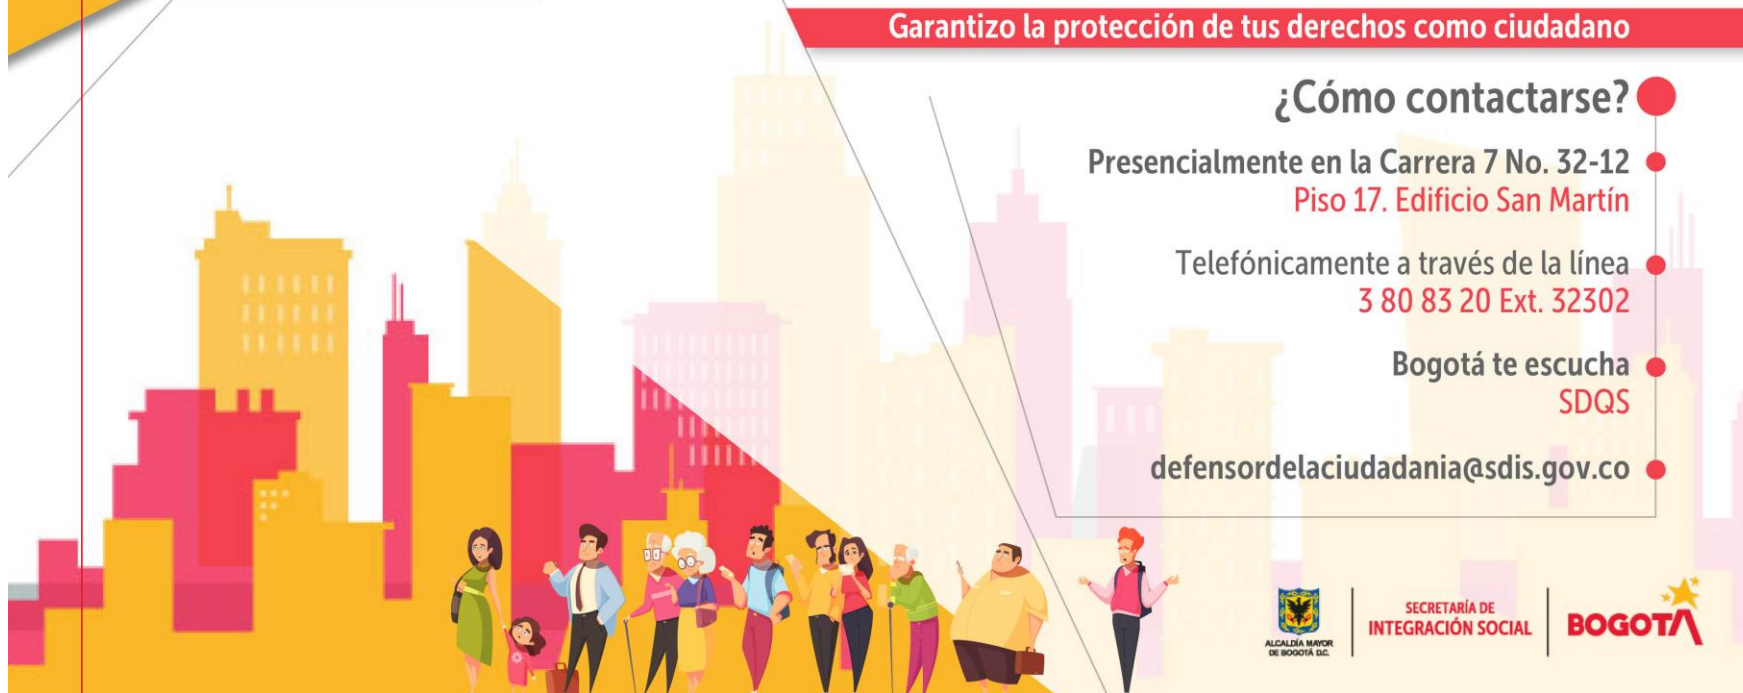 Garantizo la protección de tus derechos como ciudadano
¿Cómo contactarse?
Presencialmente en la Carrera 7 No. 32-12
Piso 17. Edificio San Martín
Telefónicamente a través de la línea
3 80 83 20 Ext. 32302
Bogotá te escucha
SDQS
defensordelaciudadania@sdis.gov.co
ALCALDÍA MAYOR
DE BOGOTÁ D.C.
SECRETARÍA DE
INTEGRACIÓN SOCIAL
BOGOTÁ